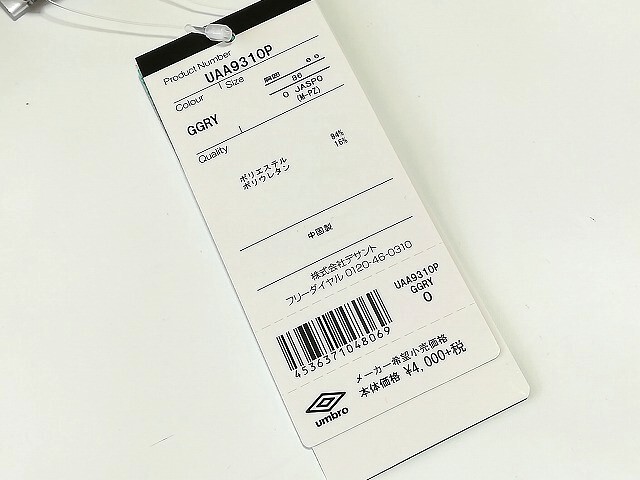 Product Number
UAA9310P
Colour
Size
胸囲 96
O JASPO
(M-PZ)
GGRY
Quality
ポリエステル 84%
ポリウレタン 16%
中国製
株式会社デサント
フリーダイヤル 0120-46-0310
UAA9310P
GGRY
O
4536371048069
メーカー希望小売価格
本体価格 ¥4,000+税
umbro